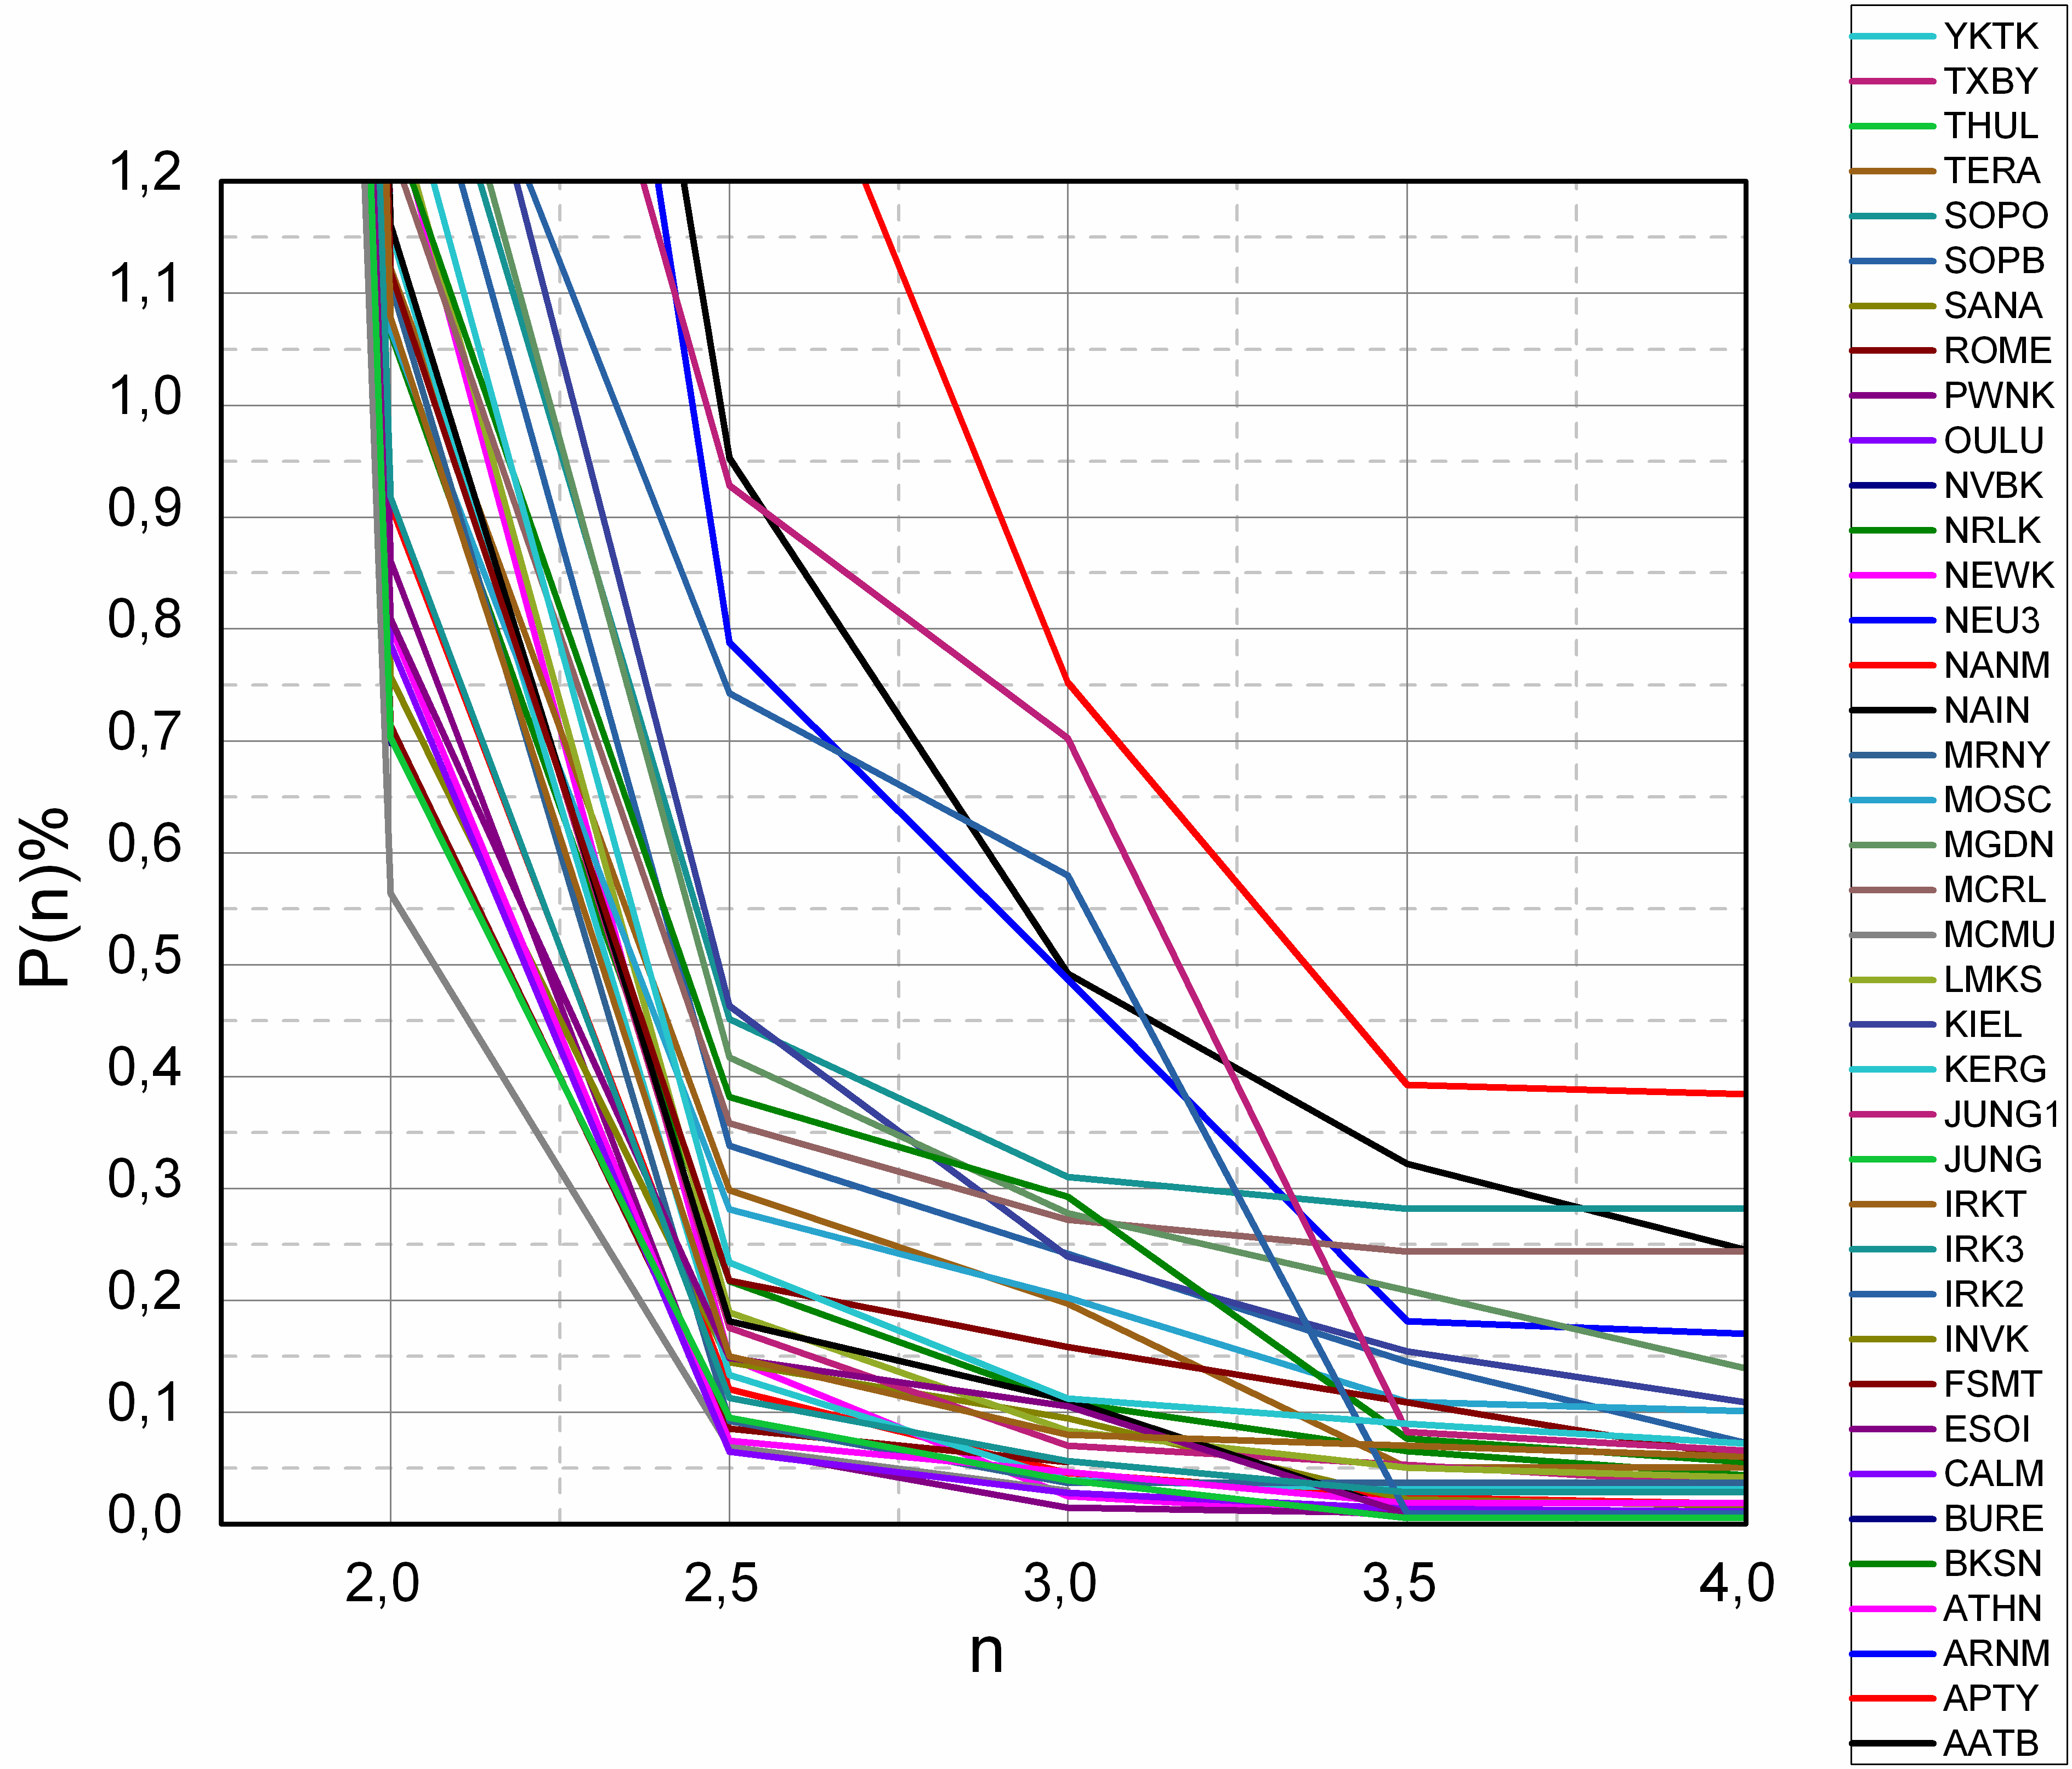 1,2
1,1
1,0
0,9
0,8
0,7
0,6
0,5
0,4
0,3
0,2
0,1
0,0
P(n)%
2,0 2,5 3,0 3,5 4,0
n
YKTK
TXBY
THUL
TERA
SOPO
SOPB
SANA
ROME
PWNK
OULU
NVBK
NRLK
NEWK
NEU3
NANM
NAIN
MRNY
MOSC
MGDN
MCRL
MCMU
LMKS
KIEL
KERG
JUNG1
JUNG
IRKT
IRK3
IRK2
INVK
FSMT
ESOI
CALM
BURE
BKSN
ATHN
ARNM
APTY
AATB